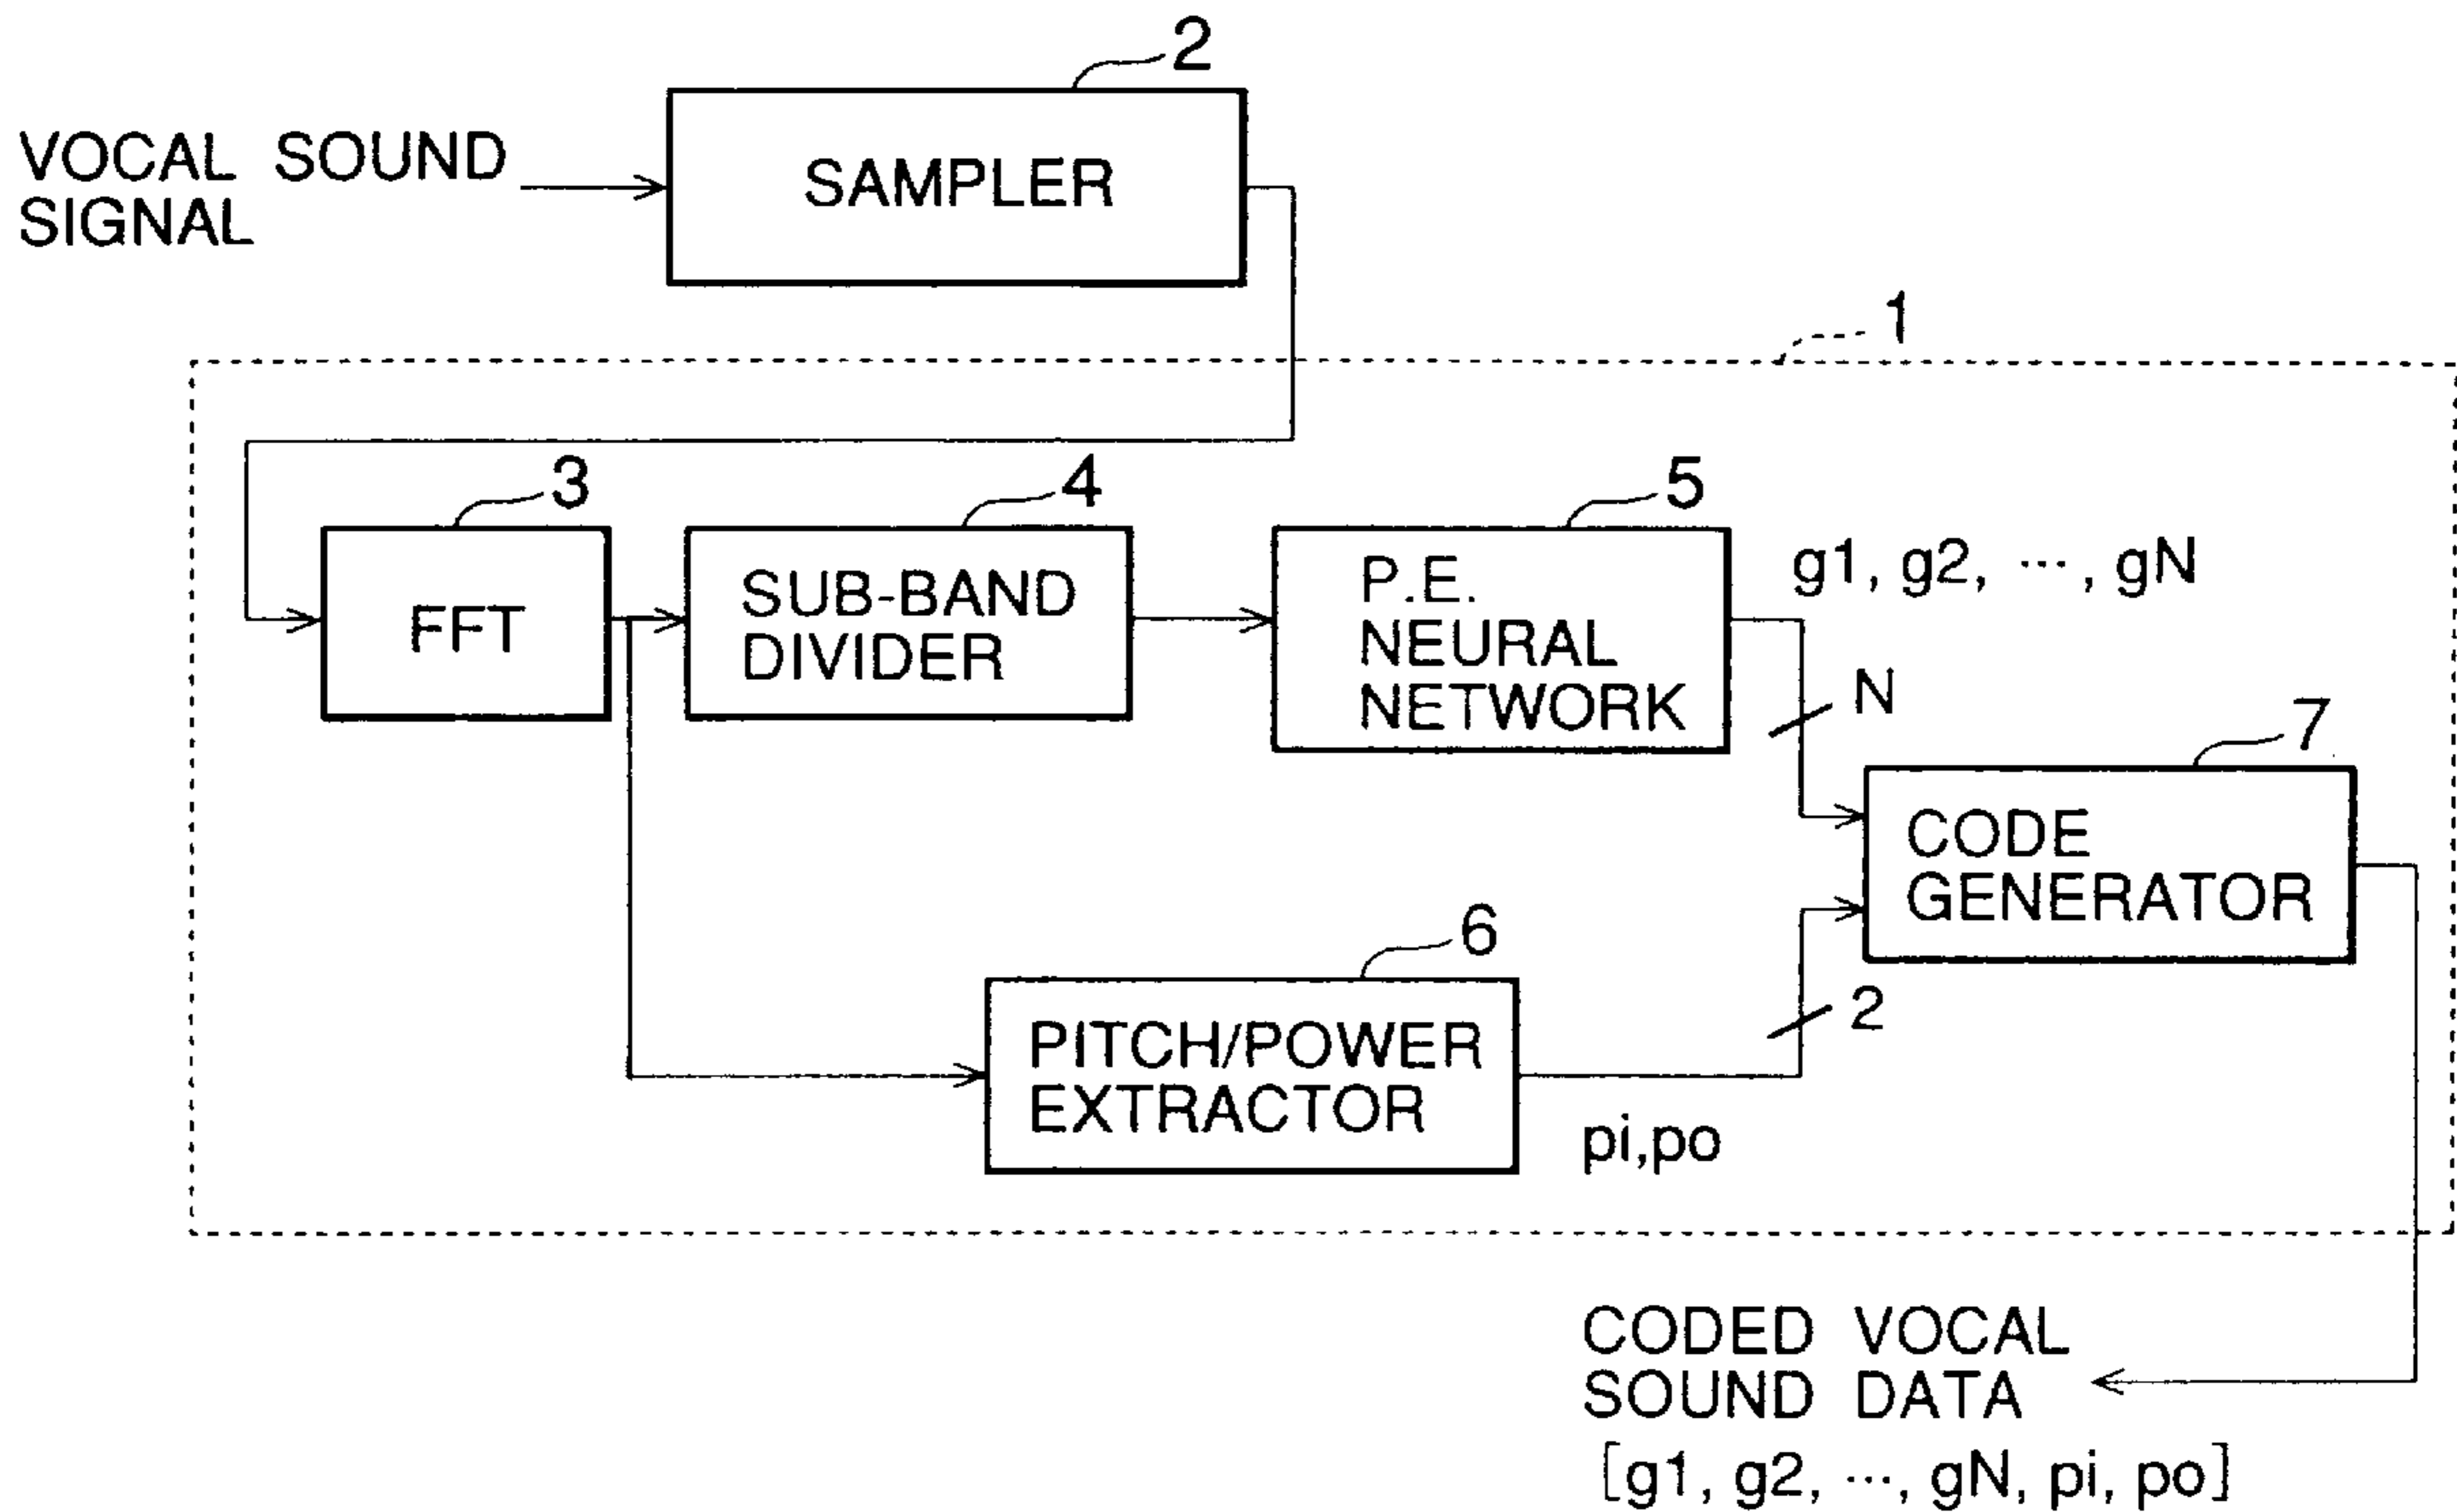 2
VOCAL SOUND
SIGNAL
SAMPLER
1
3
4
5
FFT
SUB-BAND
DIVIDER
P.E.
NEURAL
NETWORK
g1, g2, ···, gN
N
7
CODE
GENERATOR
6
PITCH/POWER
EXTRACTOR
2
pi,po
CODED VOCAL
SOUND DATA
[g1, g2, ···, gN, pi, po]